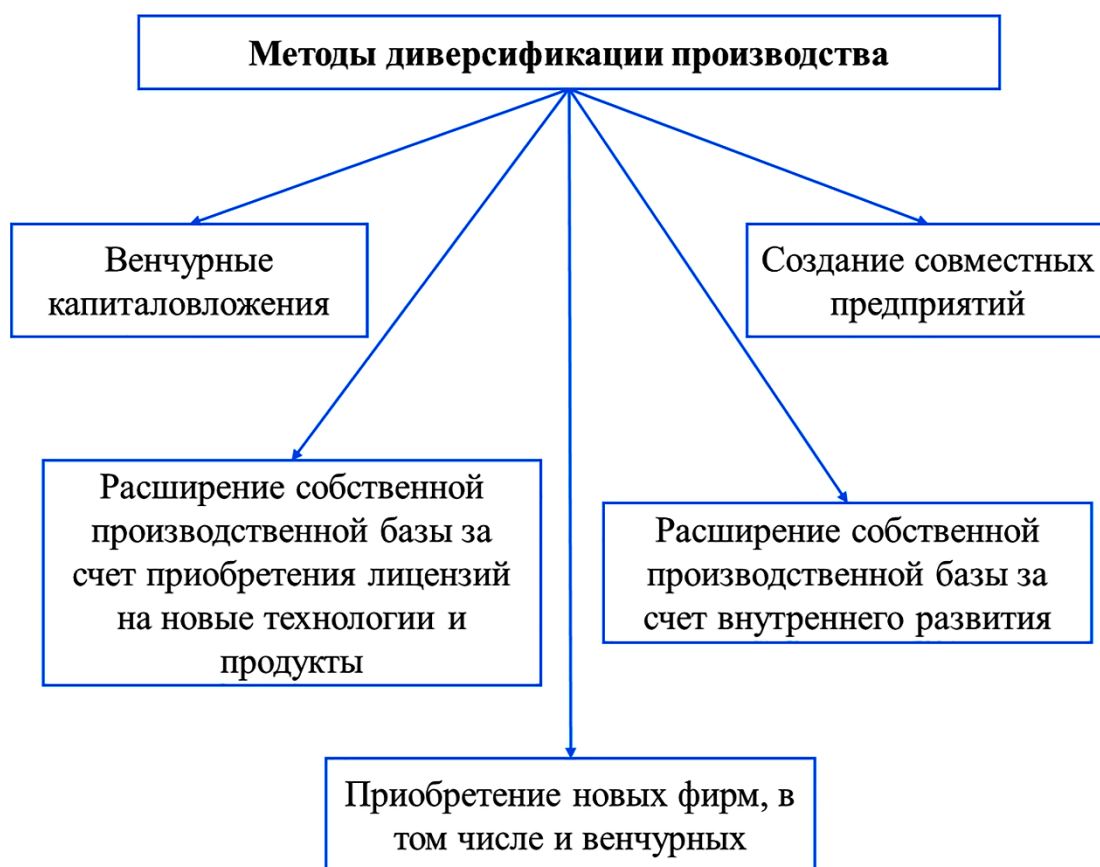 Методы диверсификации производства
Венчурные
капиталовложения
Создание совместных
предприятий
Расширение собственной
производственной базы за
счет приобретения лицензий
на новые технологии и
продукты
Расширение собственной
производственной базы за
счет внутреннего развития
Приобретение новых фирм, в
том числе и венчурных